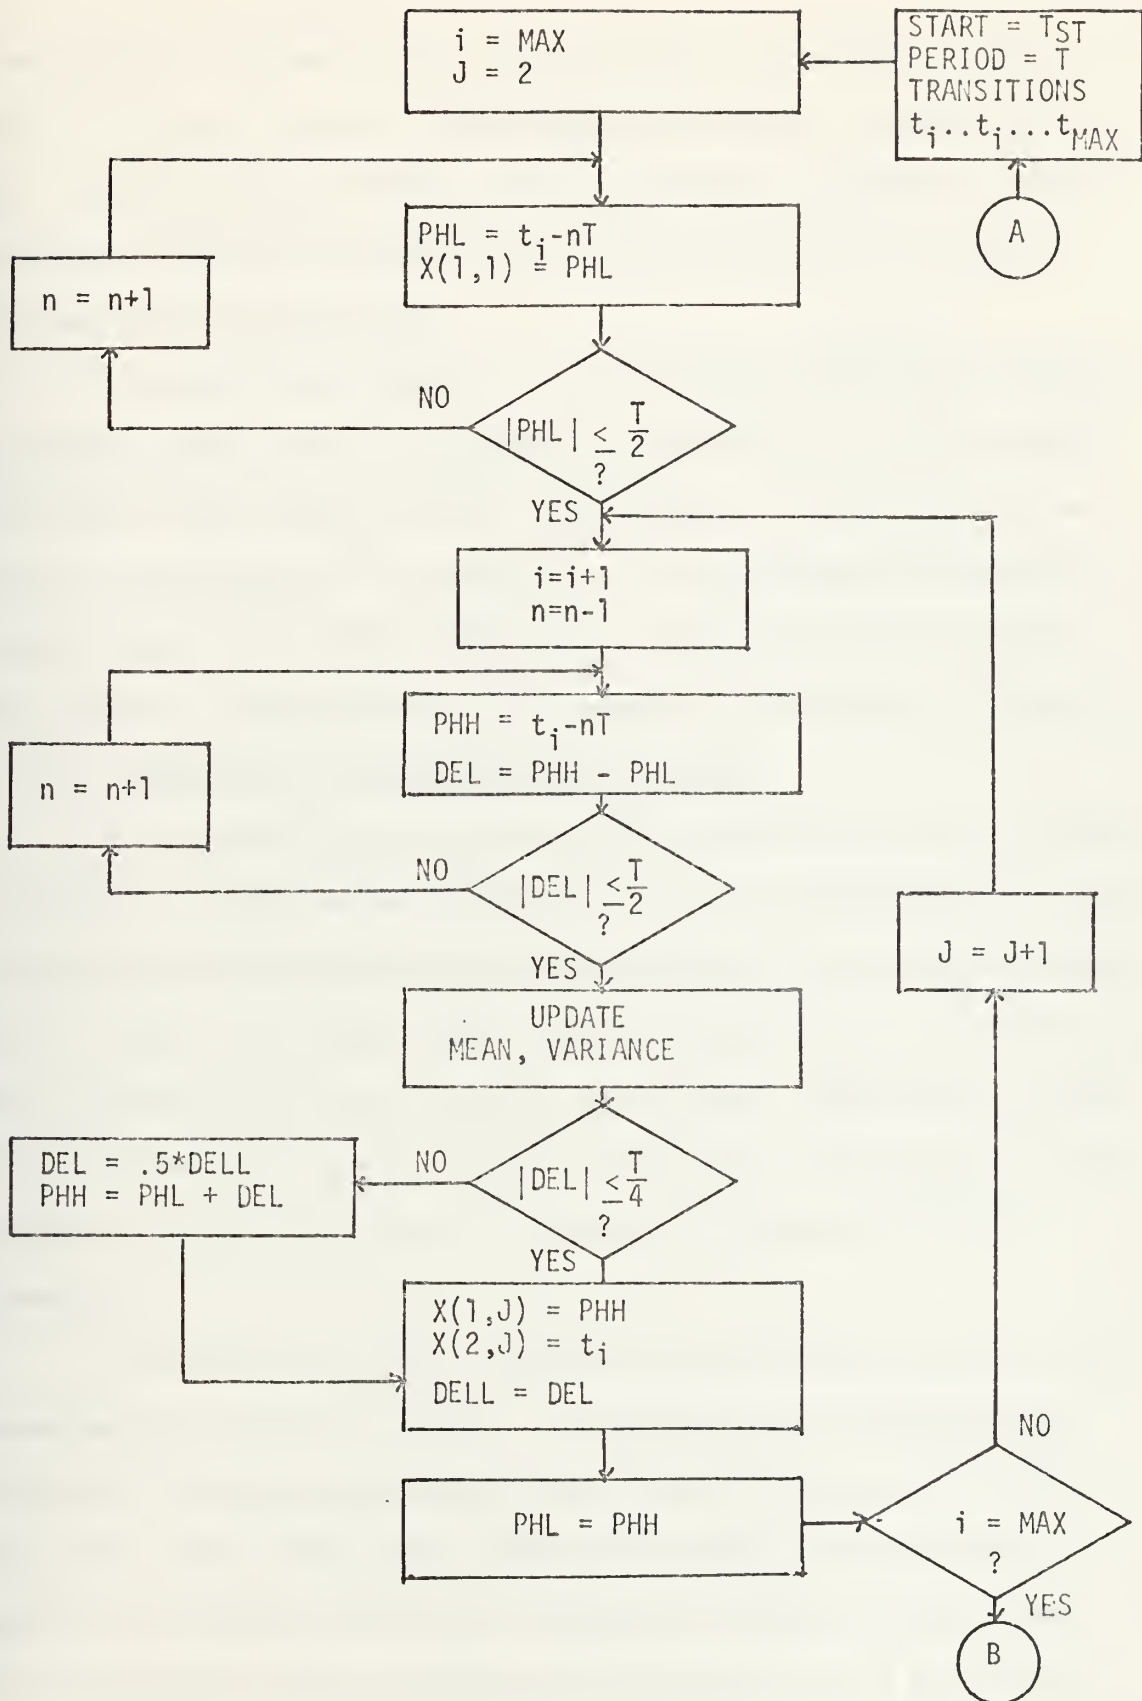 START = TST
PERIOD = T
TRANSITIONS
ti..ti...tMAX
A
i = MAX
J = 2
PHL = ti-nT
X(1,1) = PHL
n = n+1
NO
|PHL| ≤ T/2
?
YES
i=i+1
n=n-1
PHH = ti-nT
DEL = PHH - PHL
n = n+1
NO
|DEL| ≤ T/2
?
YES
J = J+1
UPDATE
MEAN, VARIANCE
DEL = .5*DELL
PHH = PHL + DEL
NO
|DEL| ≤ T/4
?
YES
X(1,J) = PHH
X(2,J) = ti
DELL = DEL
NO
PHL = PHH
i = MAX
?
YES
B